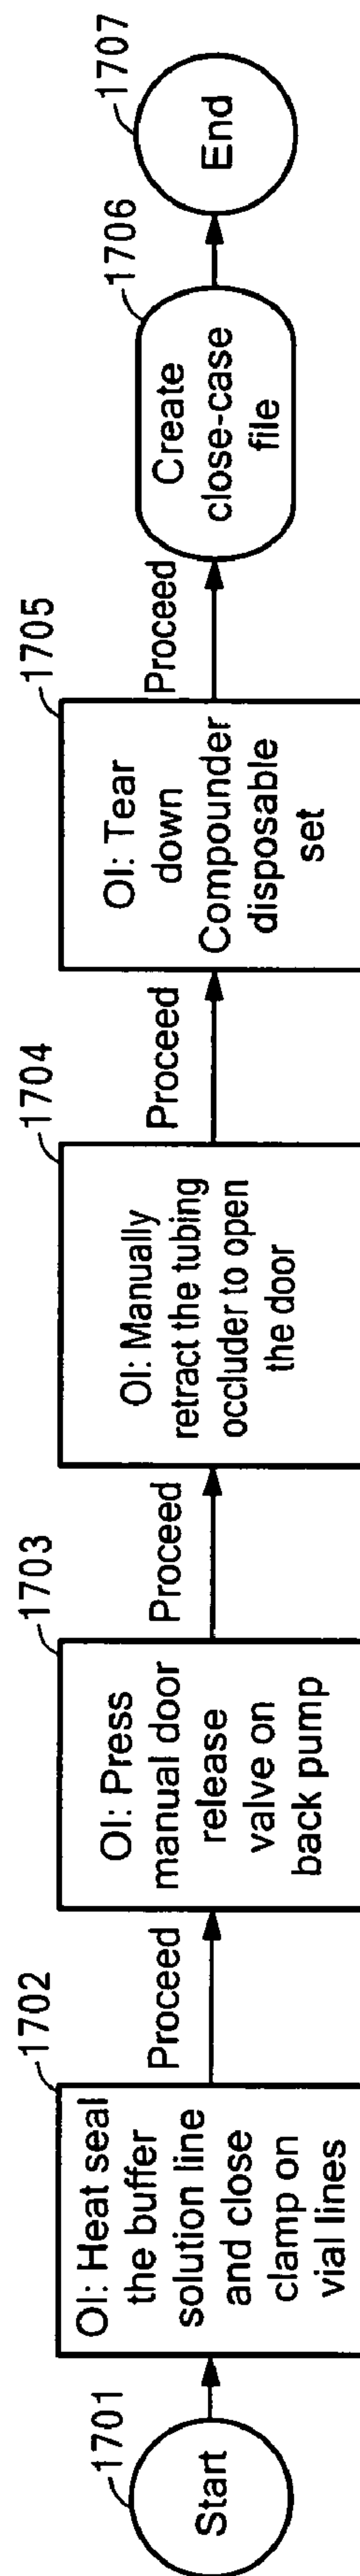 1701
Start
1702
OI: Heat seal
the buffer
solution line
and close
clamp on
vial lines
Proceed
1703
OI: Press
manual door
release
valve on
back pump
Proceed
1704
OI: Manually
retract the tubing
occluder to open
the door
Proceed
1705
OI: Tear
down
Compounder
disposable
set
Proceed
1706
Create
close-case
file
1707
End